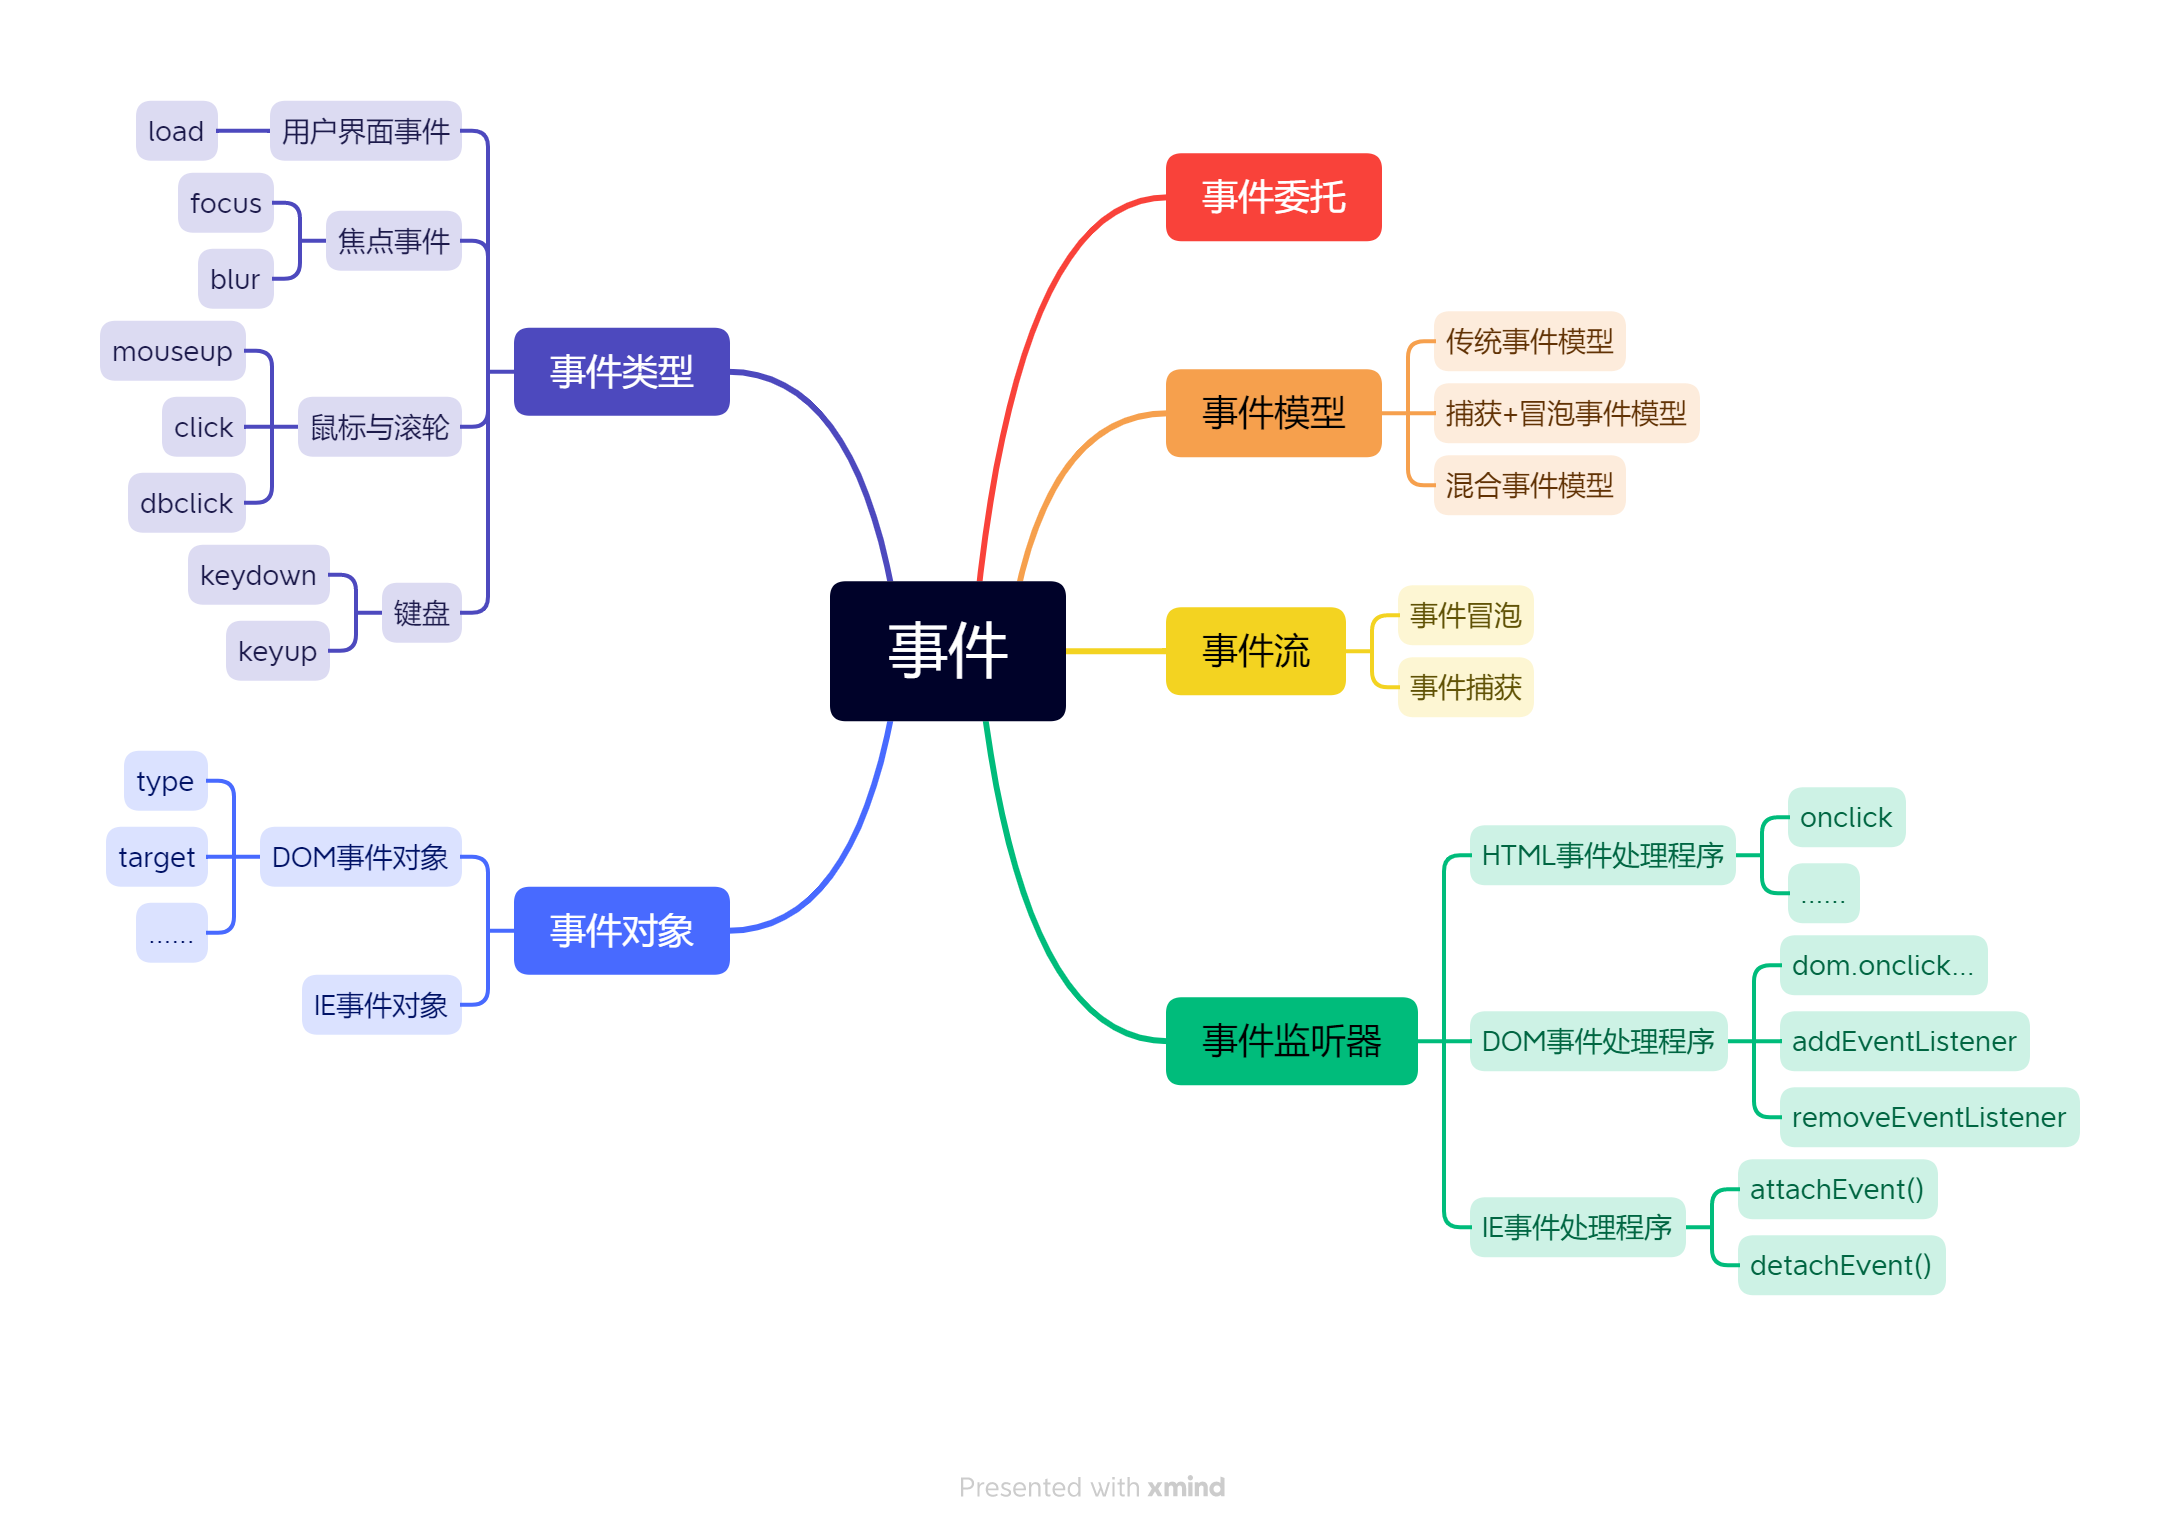 事件
事件委托
事件模型
传统事件模型
捕获+冒泡事件模型
混合事件模型
事件流
事件冒泡
事件捕获
事件监听器
HTML事件处理程序
onclick
......
DOM事件处理程序
dom.onclick...
addEventListener
removeEventListener
IE事件处理程序
attachEvent()
detachEvent()
事件类型
用户界面事件
load
焦点事件
focus
blur
鼠标与滚轮
mouseup
click
dbclick
键盘
keydown
keyup
事件对象
DOM事件对象
type
target
......
IE事件对象
Presented with xmind